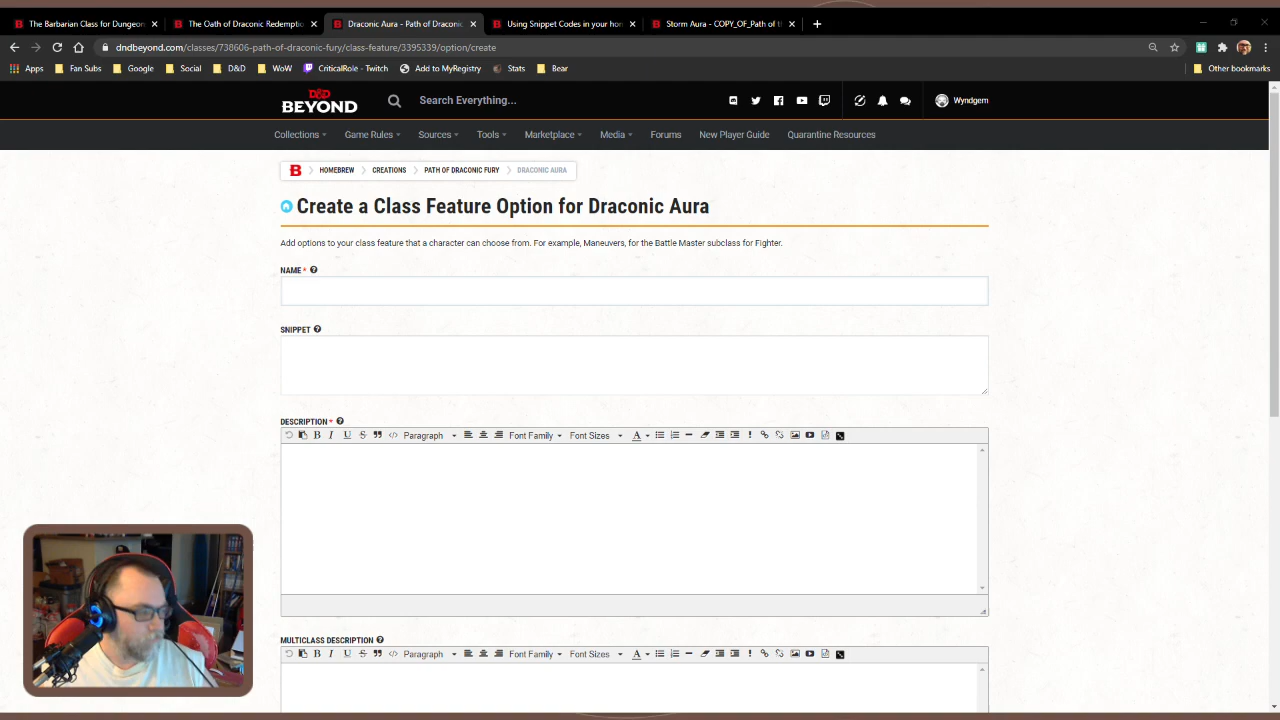 The Barbarian Class for Dungeon
The Oath of Draconic Redemptio
Draconic Aura - Path of Draconic
Using Snippet Codes in your hon
Storm Aura - COPY_OF_Path of t
dndbeyond.com/classes/738606-path-of-draconic-fury/class-feature/3395339/option/create
Apps
Fan Subs
Google
Social
D&D
WoW
CriticalRole - Twitch
Add to MyRegistry
Stats
Bear
Other bookmarks
D&D
BEYOND
Search Everything...
Wyndgem
Collections
Game Rules
Sources
Tools
Marketplace
Media
Forums
New Player Guide
Quarantine Resources
B
HOMEBREW
CREATIONS
PATH OF DRACONIC FURY
DRACONIC AURA
Create a Class Feature Option for Draconic Aura
Add options to your class feature that a character can choose from. For example, Maneuvers, for the Battle Master subclass for Fighter.
NAME *
SNIPPET
DESCRIPTION *
Paragraph
Font Family
Font Sizes
MULTICLASS DESCRIPTION
Paragraph
Font Family
Font Sizes